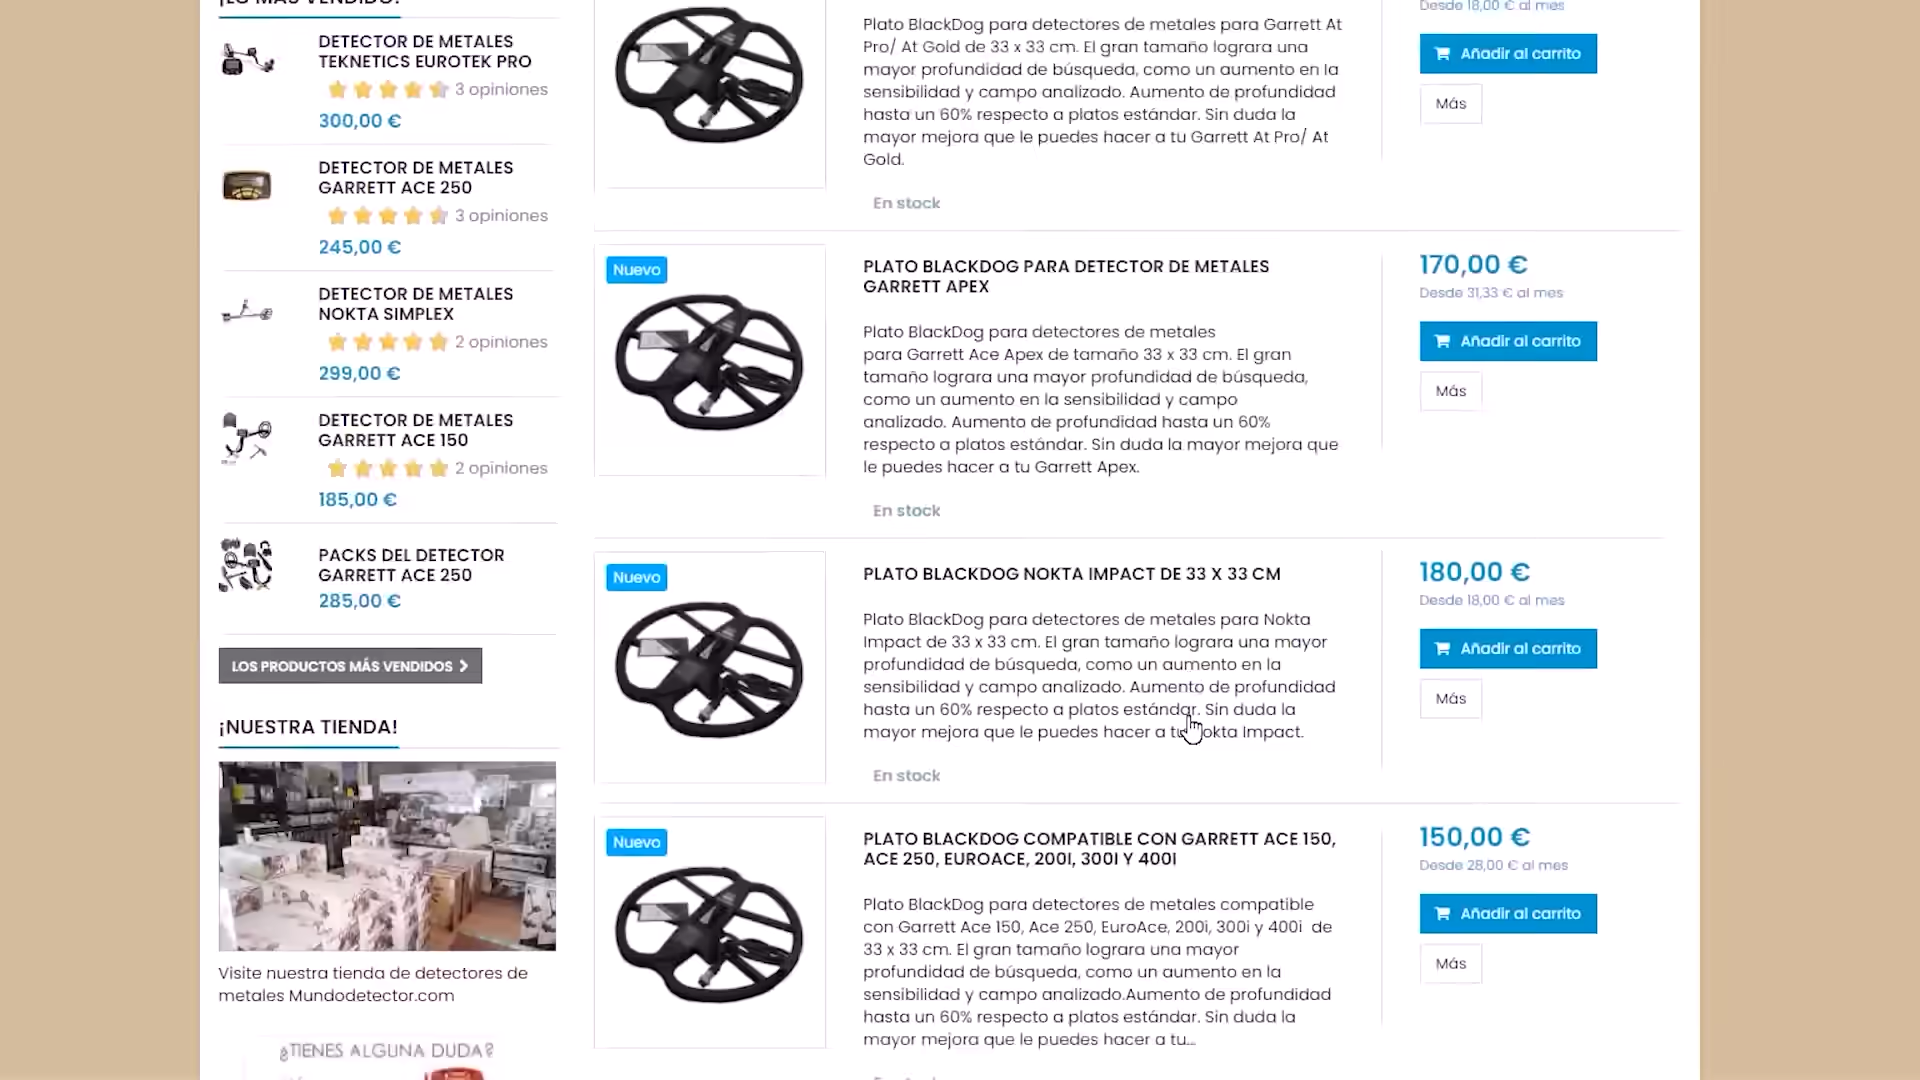 ¡LO MÁS VENDIDO!
DETECTOR DE METALES
TEKNETICS EUROTEK PRO
3 opiniones
300,00 €
DETECTOR DE METALES
GARRETT ACE 250
3 opiniones
245,00 €
DETECTOR DE METALES
NOKTA SIMPLEX
2 opiniones
299,00 €
DETECTOR DE METALES
GARRETT ACE 150
2 opiniones
185,00 €
PACKS DEL DETECTOR
GARRETT ACE 250
285,00 €
LOS PRODUCTOS MÁS VENDIDOS
¡NUESTRA TIENDA!
Visite nuestra tienda de detectores de
metales Mundodetector.com
¿TIENES ALGUNA DUDA?
Plato BlackDog para detectores de metales para Garrett At
Pro/ At Gold de 33 x 33 cm. El gran tamaño lograra una
mayor profundidad de búsqueda, como un aumento en la
sensibilidad y campo analizado. Aumento de profundidad
hasta un 60% respecto a platos estándar. Sin duda la
mayor mejora que le puedes hacer a tu Garrett At Pro/ At
Gold.
En stock
Desde 18,00 € al mes
Añadir al carrito
Más
Nuevo
PLATO BLACKDOG PARA DETECTOR DE METALES
GARRETT APEX
Plato BlackDog para detectores de metales
para Garrett Ace Apex de tamaño 33 x 33 cm. El gran
tamaño lograra una mayor profundidad de búsqueda,
como un aumento en la sensibilidad y campo
analizado. Aumento de profundidad hasta un 60%
respecto a platos estándar. Sin duda la mayor mejora que
le puedes hacer a tu Garrett Apex.
En stock
170,00 €
Desde 31,33 € al mes
Añadir al carrito
Más
Nuevo
PLATO BLACKDOG NOKTA IMPACT DE 33 X 33 CM
Plato BlackDog para detectores de metales para Nokta
Impact de 33 x 33 cm. El gran tamaño lograra una mayor
profundidad de búsqueda, como un aumento en la
sensibilidad y campo analizado. Aumento de profundidad
hasta un 60% respecto a platos estándar. Sin duda la
mayor mejora que le puedes hacer a tu Nokta Impact.
En stock
180,00 €
Desde 18,00 € al mes
Añadir al carrito
Más
Nuevo
PLATO BLACKDOG COMPATIBLE CON GARRETT ACE 150,
ACE 250, EUROACE, 200I, 300I Y 400I
Plato BlackDog para detectores de metales compatible
con Garrett Ace 150, Ace 250, EuroAce, 200i, 300i y 400i de
33 x 33 cm. El gran tamaño lograra una mayor
profundidad de búsqueda, como un aumento en la
sensibilidad y campo analizado.Aumento de profundidad
hasta un 60% respecto a platos estándar. Sin duda la
mayor mejora que le puedes hacer a tu...
150,00 €
Desde 28,00 € al mes
Añadir al carrito
Más